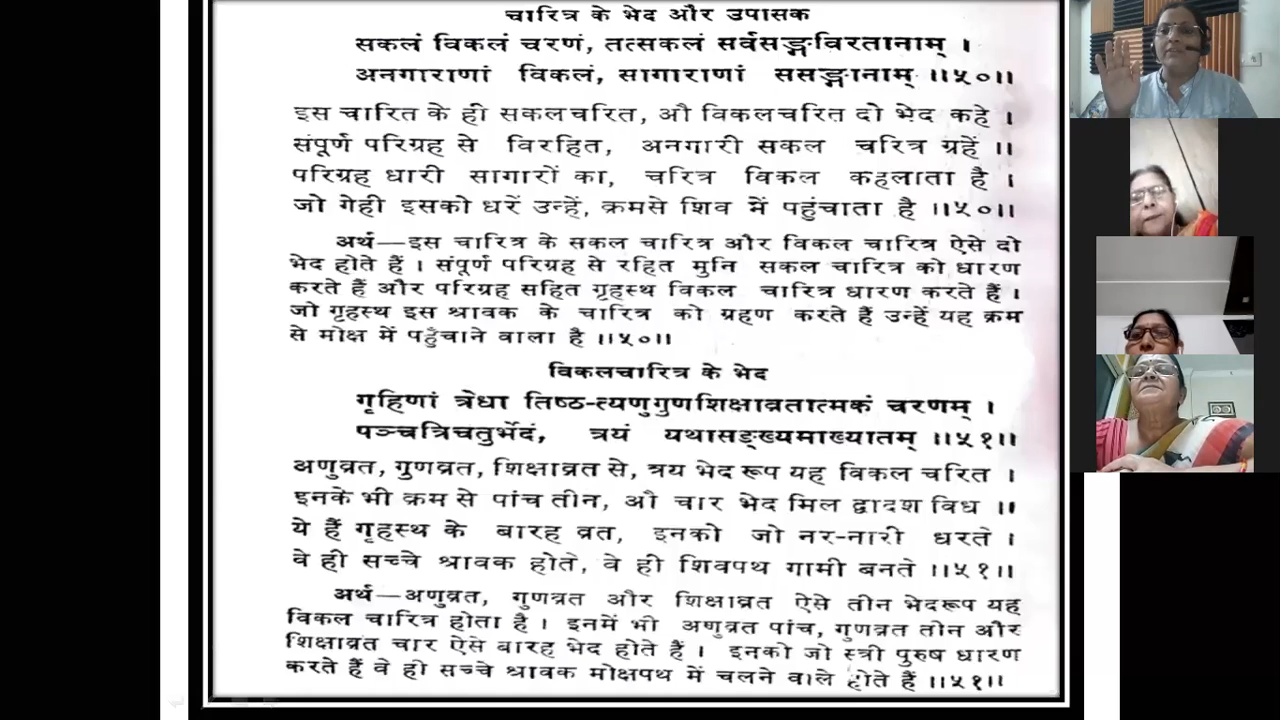 चारित्र के भेद और उपासक
सकलं विकलं चरणं, तत्सकलं सर्वसङ्गविरतानाम् ।
अनगाराणां विकलं, सागाराणां ससङ्गानाम् ।।५०।।
इस चारित के ही सकलचरित, औ विकलचरित दो भेद कहे ।
संपूर्ण परिग्रह से विरहित, अनगारी सकल चरित्र ग्रहें ।।
परिग्रह धारी सागारों का, चरित्र विकल कहलाता है ।
जो गेही इसको धरें उन्हें, क्रमसे शिव में पहुंचाता है ।।५०।।
अर्थ—इस चारित्र के सकल चारित्र और विकल चारित्र ऐसे दो
भेद होते हैं । संपूर्ण परिग्रह से रहित मुनि सकल चारित्र को धारण
करते हैं और परिग्रह सहित गृहस्थ विकल चारित्र धारण करते हैं ।
जो गृहस्थ इस श्रावक के चारित्र को ग्रहण करते हैं उन्हें यह क्रम
से मोक्ष में पहुँचाने वाला है ।।५०।।
विकलचारित्र के भेद
गृहिणां त्रेधा तिष्ठ-त्यणुगुणशिक्षाव्रतात्मकं चरणम् ।
पञ्चत्रिचतुर्भेदं, त्रयं यथासङ्ख्यमाख्यातम् ।।५१।।
अणुव्रत, गुणव्रत, शिक्षाव्रत से, त्रय भेद रूप यह विकल चरित ।
इनके भी क्रम से पांच तीन, औ चार भेद मिल द्वादश विध ।।
ये हैं गृहस्थ के बारह व्रत, इनको जो नर-नारी धरते ।
वे ही सच्चे श्रावक होते, वे ही शिवपथ गामी बनते ।।५१।।
अर्थ—अणुव्रत, गुणव्रत और शिक्षाव्रत ऐसे तीन भेदरूप यह
विकल चारित्र होता है । इनमें भी अणुव्रत पांच, गुणव्रत तीन और
शिक्षाव्रत चार ऐसे बारह भेद होते हैं । इनको जो स्त्री पुरुष धारण
करते हैं वे ही सच्चे श्रावक मोक्षपथ में चलने वाले होते हैं ।।५१।।